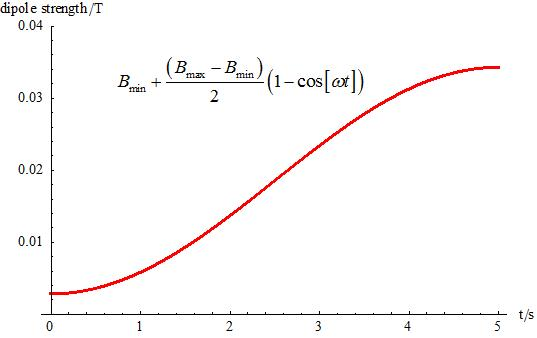 dipole strength/T
0.04
B_min + (B_max − B_min)/2 (1−cos[ωt])
0.03
0.02
0.01
0 1 2 3 4 5 t/s